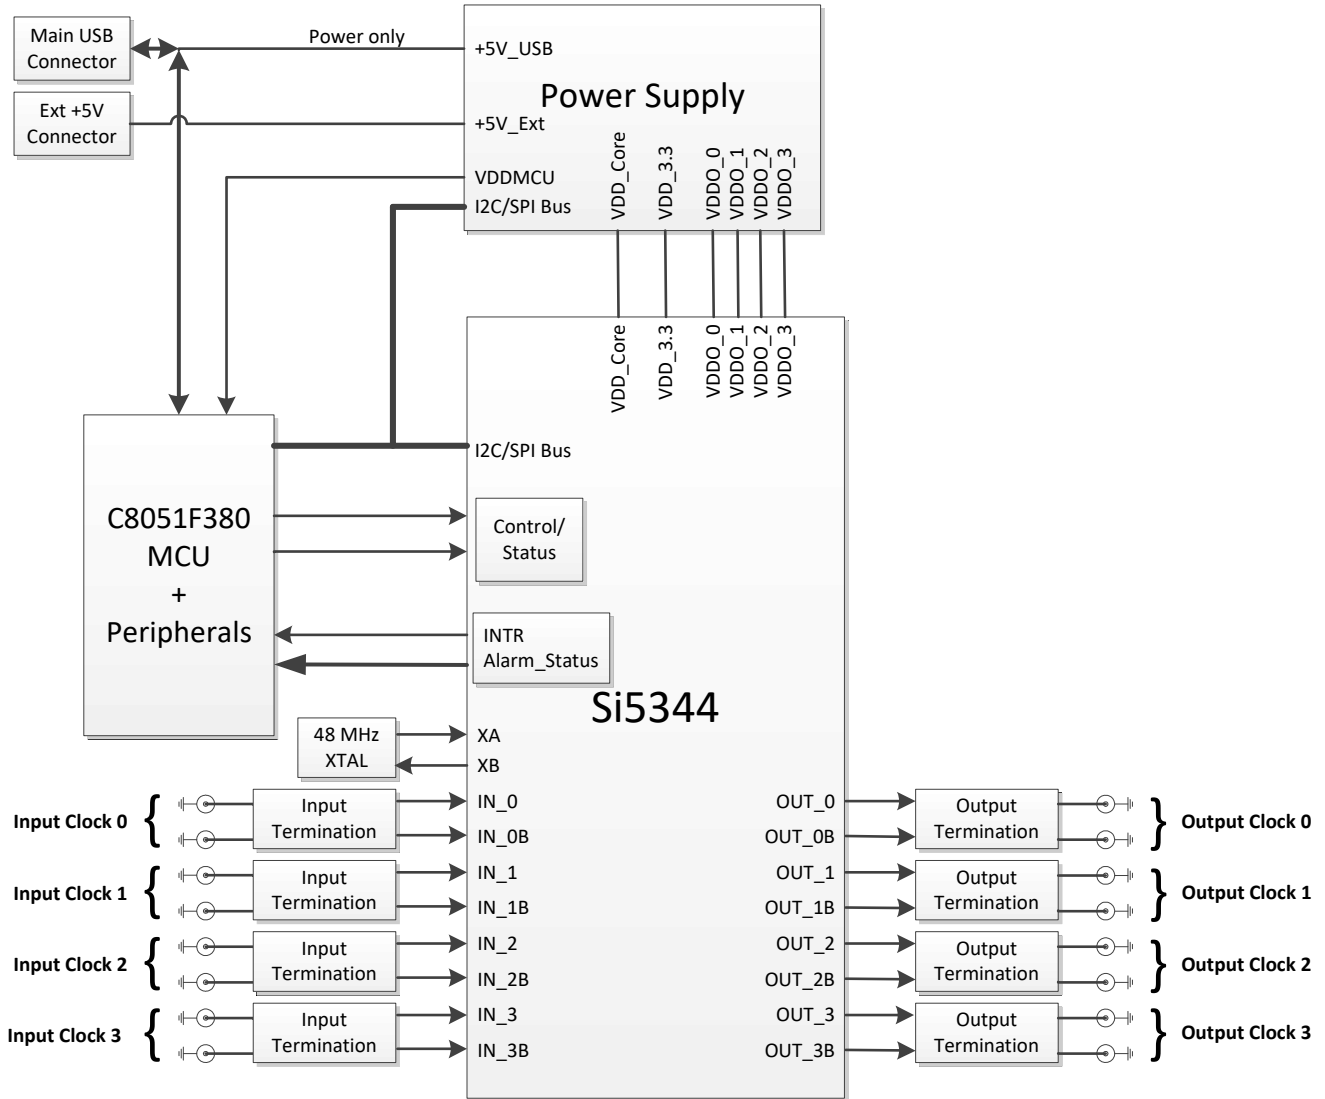 Main USB
Connector
Power only
+5V_USB
Power Supply
Ext +5V
Connector
+5V_Ext
VDDMCU
I2C/SPI Bus
VDD_Core
VDD_3.3
VDDO_0
VDDO_1
VDDO_2
VDDO_3
VDD_Core
VDD_3.3
VDDO_0
VDDO_1
VDDO_2
VDDO_3
I2C/SPI Bus
C8051F380
MCU
+
Peripherals
Control/
Status
INTR
Alarm_Status
Si5344
48 MHz
XTAL
XA
XB
Input Clock 0
Input
Termination
IN_0
IN_0B
OUT_0
OUT_0B
Output
Termination
Output Clock 0
Input Clock 1
Input
Termination
IN_1
IN_1B
OUT_1
OUT_1B
Output
Termination
Output Clock 1
Input Clock 2
Input
Termination
IN_2
IN_2B
OUT_2
OUT_2B
Output
Termination
Output Clock 2
Input Clock 3
Input
Termination
IN_3
IN_3B
OUT_3
OUT_3B
Output
Termination
Output Clock 3